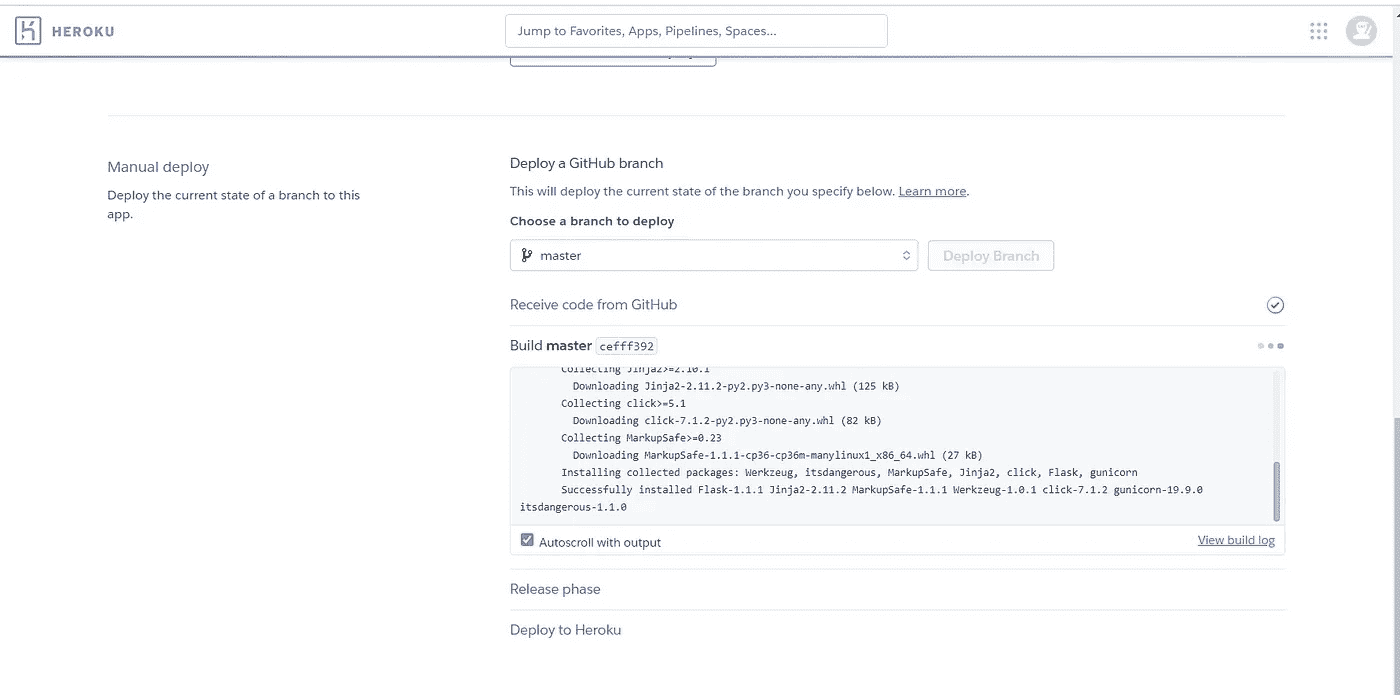 HEROKU
Jump to Favorites, Apps, Pipelines, Spaces...
Manual deploy
Deploy the current state of a branch to this
app.
Deploy a GitHub branch
This will deploy the current state of the branch you specify below. Learn more.
Choose a branch to deploy
master
Deploy Branch
Receive code from GitHub
Build master cefff392
Collecting Jinja2>=2.10.1
Downloading Jinja2-2.11.2-py2.py3-none-any.whl (125 kB)
Collecting click>=5.1
Downloading click-7.1.2-py2.py3-none-any.whl (82 kB)
Collecting MarkupSafe>=0.23
Downloading MarkupSafe-1.1.1-cp36-cp36m-manylinux1_x86_64.whl (27 kB)
Installing collected packages: Werkzeug, itsdangerous, MarkupSafe, Jinja2, click, Flask, gunicorn
Successfully installed Flask-1.1.1 Jinja2-2.11.2 MarkupSafe-1.1.1 Werkzeug-1.0.1 click-7.1.2 gunicorn-19.9.0
itsdangerous-1.1.0
Autoscroll with output
View build log
Release phase
Deploy to Heroku